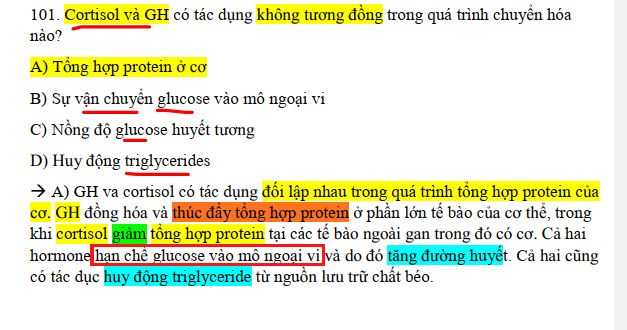 101. Cortisol và GH có tác dụng không tương đồng trong quá trình chuyển hóa
nào?
A) Tổng hợp protein ở cơ
B) Sự vận chuyển glucose vào mô ngoại vi
C) Nồng độ glucose huyết tương
D) Huy động triglycerides
→ A) GH va cortisol có tác dụng đối lập nhau trong quá trình tổng hợp protein của
cơ. GH đồng hóa và thúc đẩy tổng hợp protein ở phần lớn tế bào của cơ thể, trong
khi cortisol giảm tổng hợp protein tại các tế bào ngoài gan trong đó có cơ. Cả hai
hormone hạn chế glucose vào mô ngoại vi và do đó tăng đường huyết. Cả hai cũng
có tác dục huy động triglyceride từ nguồn lưu trữ chất béo.